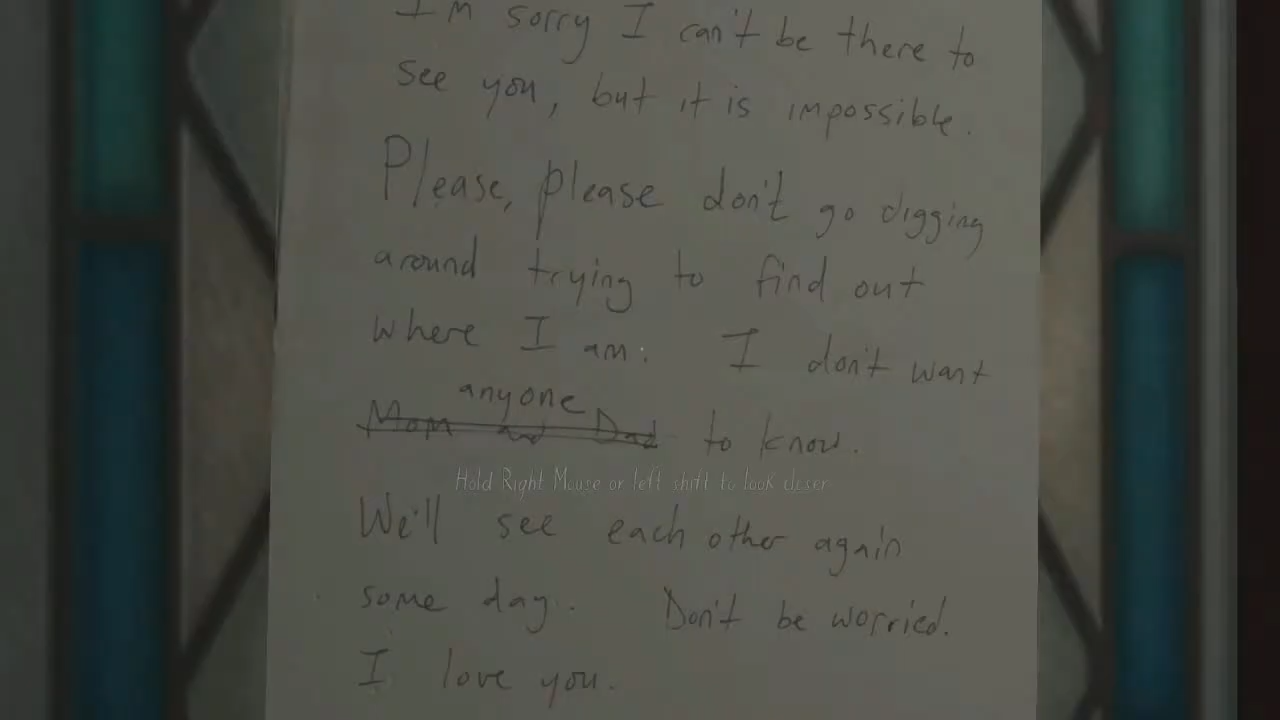 I'm sorry I can't be there to
see you, but it is impossible.
Please, please don't go digging
around trying to find out
where I am. I don't want
anyone
Mom and Dad to know.
Hold Right Mouse or left shift to look closer
We'll see each other again
some day. Don't be worried.
I love you.